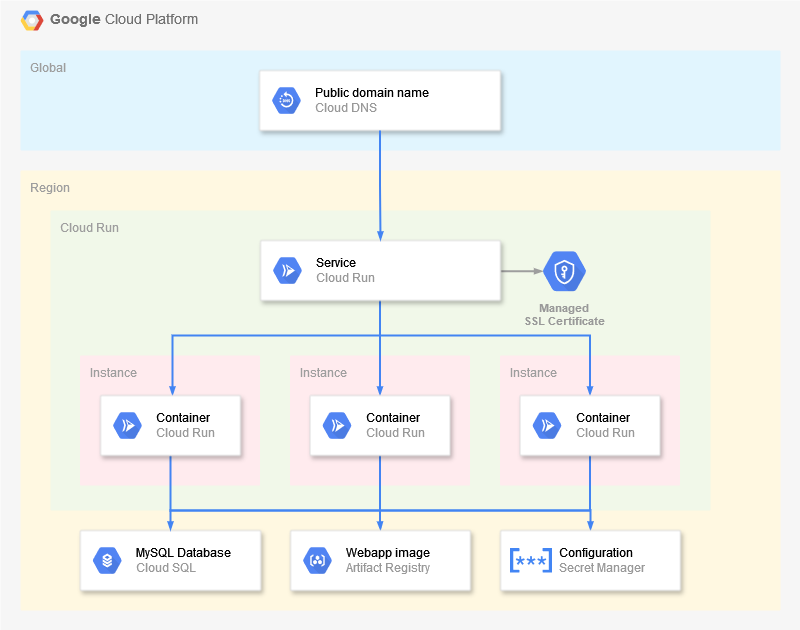 Google Cloud Platform
Global
Public domain name
Cloud DNS
Region
Cloud Run
Service
Cloud Run
Managed
SSL Certificate
Instance
Instance
Instance
Container
Cloud Run
Container
Cloud Run
Container
Cloud Run
MySQL Database
Cloud SQL
Webapp image
Artifact Registry
[***]
Configuration
Secret Manager